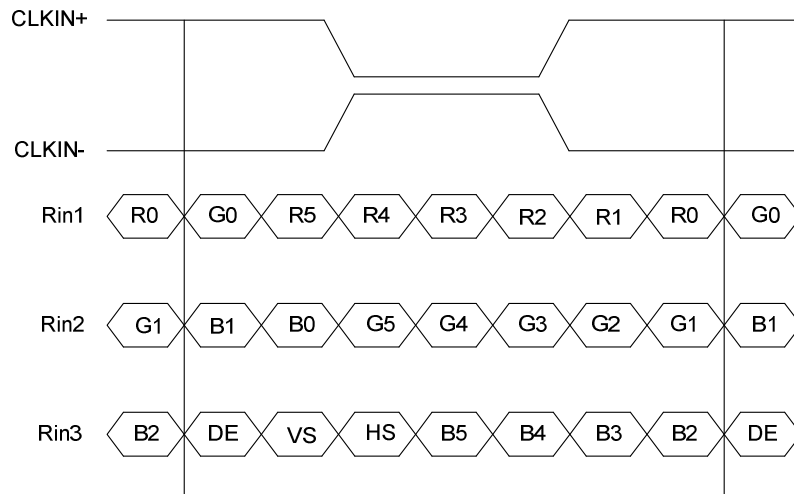 CLKIN+
CLKIN-
Rin1 R0 G0 R5 R4 R3 R2 R1 R0 G0
Rin2 G1 B1 B0 G5 G4 G3 G2 G1 B1
Rin3 B2 DE VS HS B5 B4 B3 B2 DE